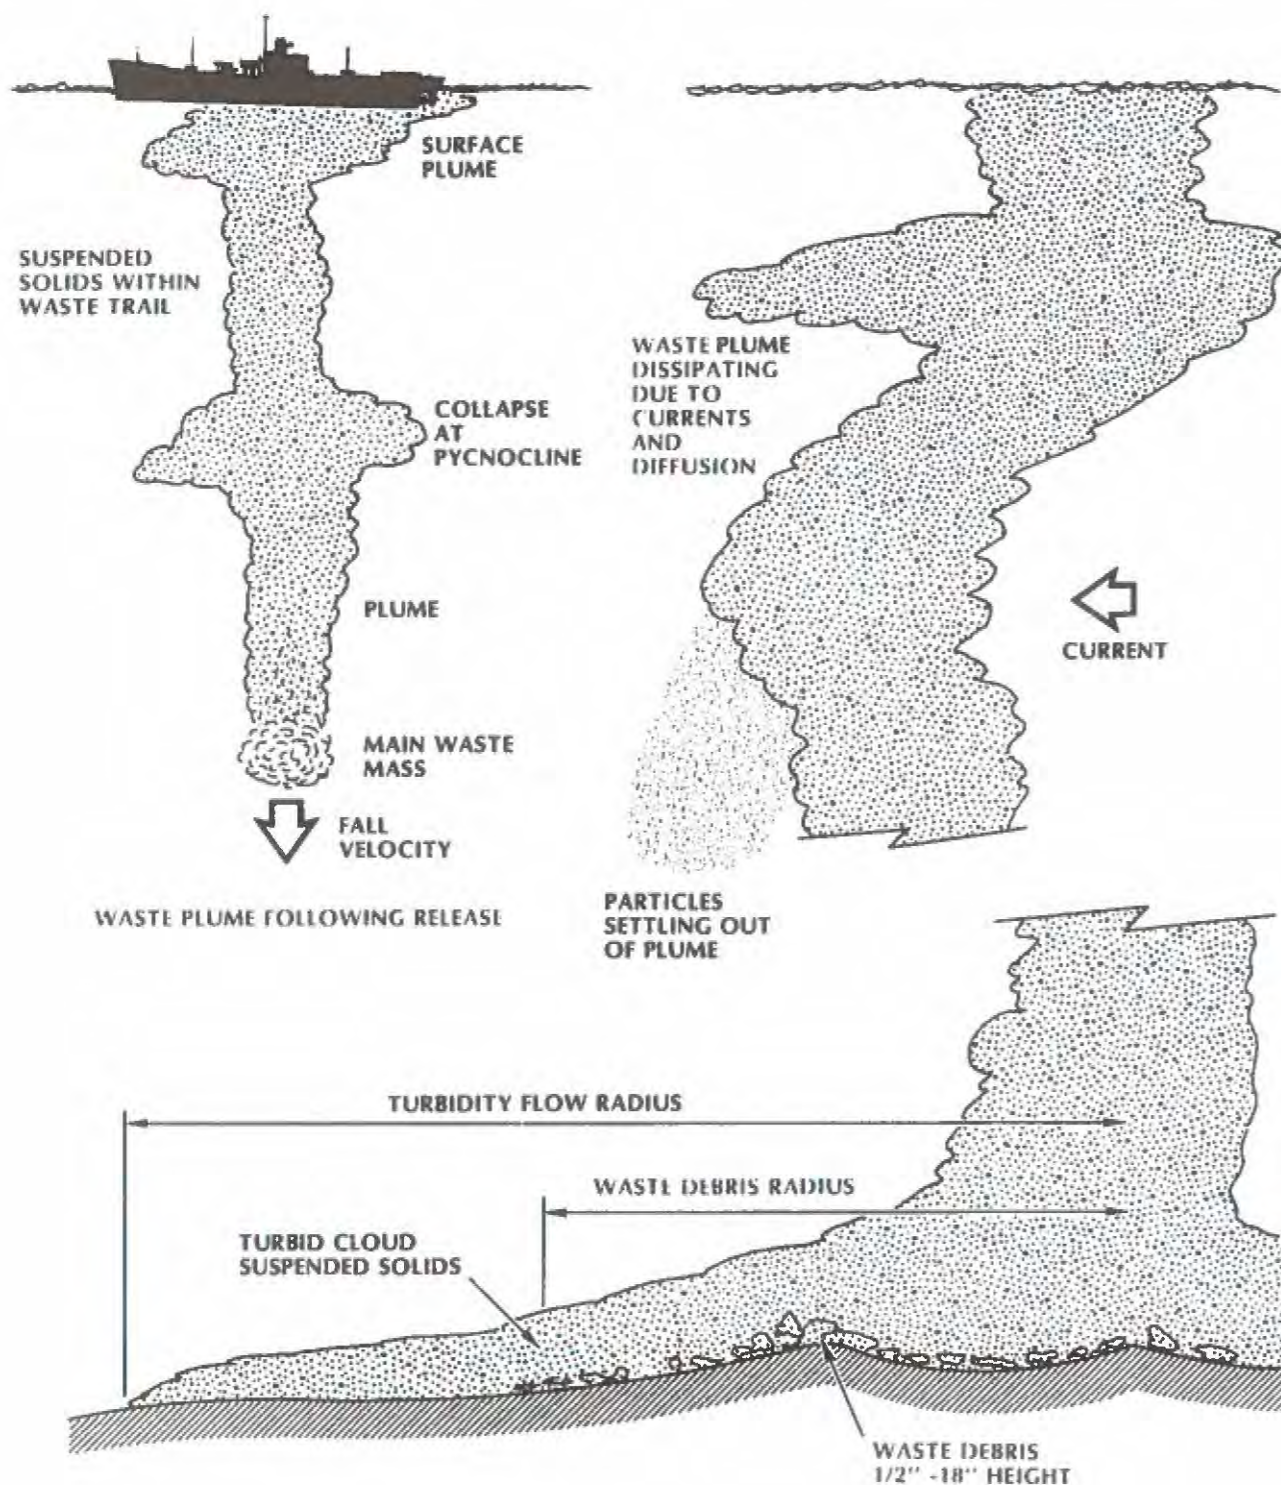 SURFACE
PLUME
SUSPENDED
SOLIDS WITHIN
WASTE TRAIL
COLLAPSE
AT
PYCNOCLINE
PLUME
MAIN WASTE
MASS
FALL
VELOCITY
WASTE PLUME FOLLOWING RELEASE
WASTE PLUME
DISSIPATING
DUE TO
CURRENTS
AND
DIFFUSION
CURRENT
PARTICLES
SETTLING OUT
OF PLUME
TURBIDITY FLOW RADIUS
WASTE DEBRIS RADIUS
TURBID CLOUD
SUSPENDED SOLIDS
WASTE DEBRIS
1/2" -18" HEIGHT